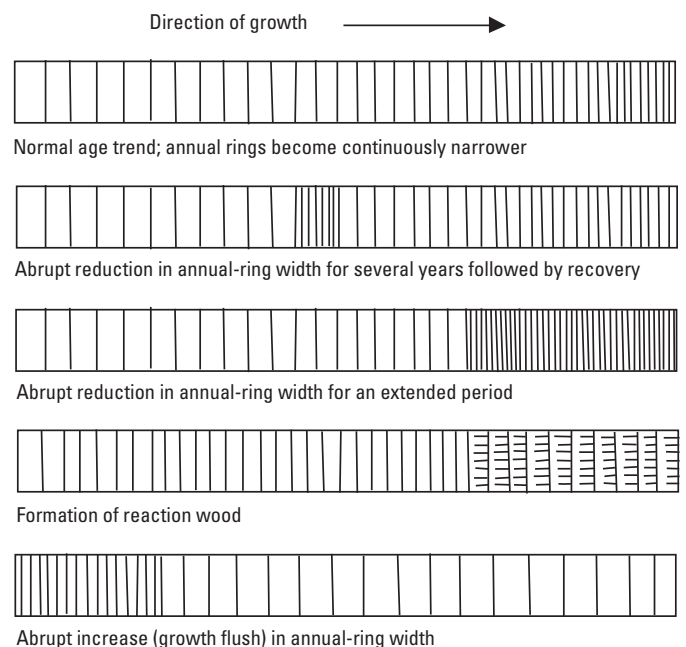 Direction of growth
Normal age trend; annual rings become continuously narrower
Abrupt reduction in annual-ring width for several years followed by recovery
Abrupt reduction in annual-ring width for an extended period
Formation of reaction wood
Abrupt increase (growth flush) in annual-ring width